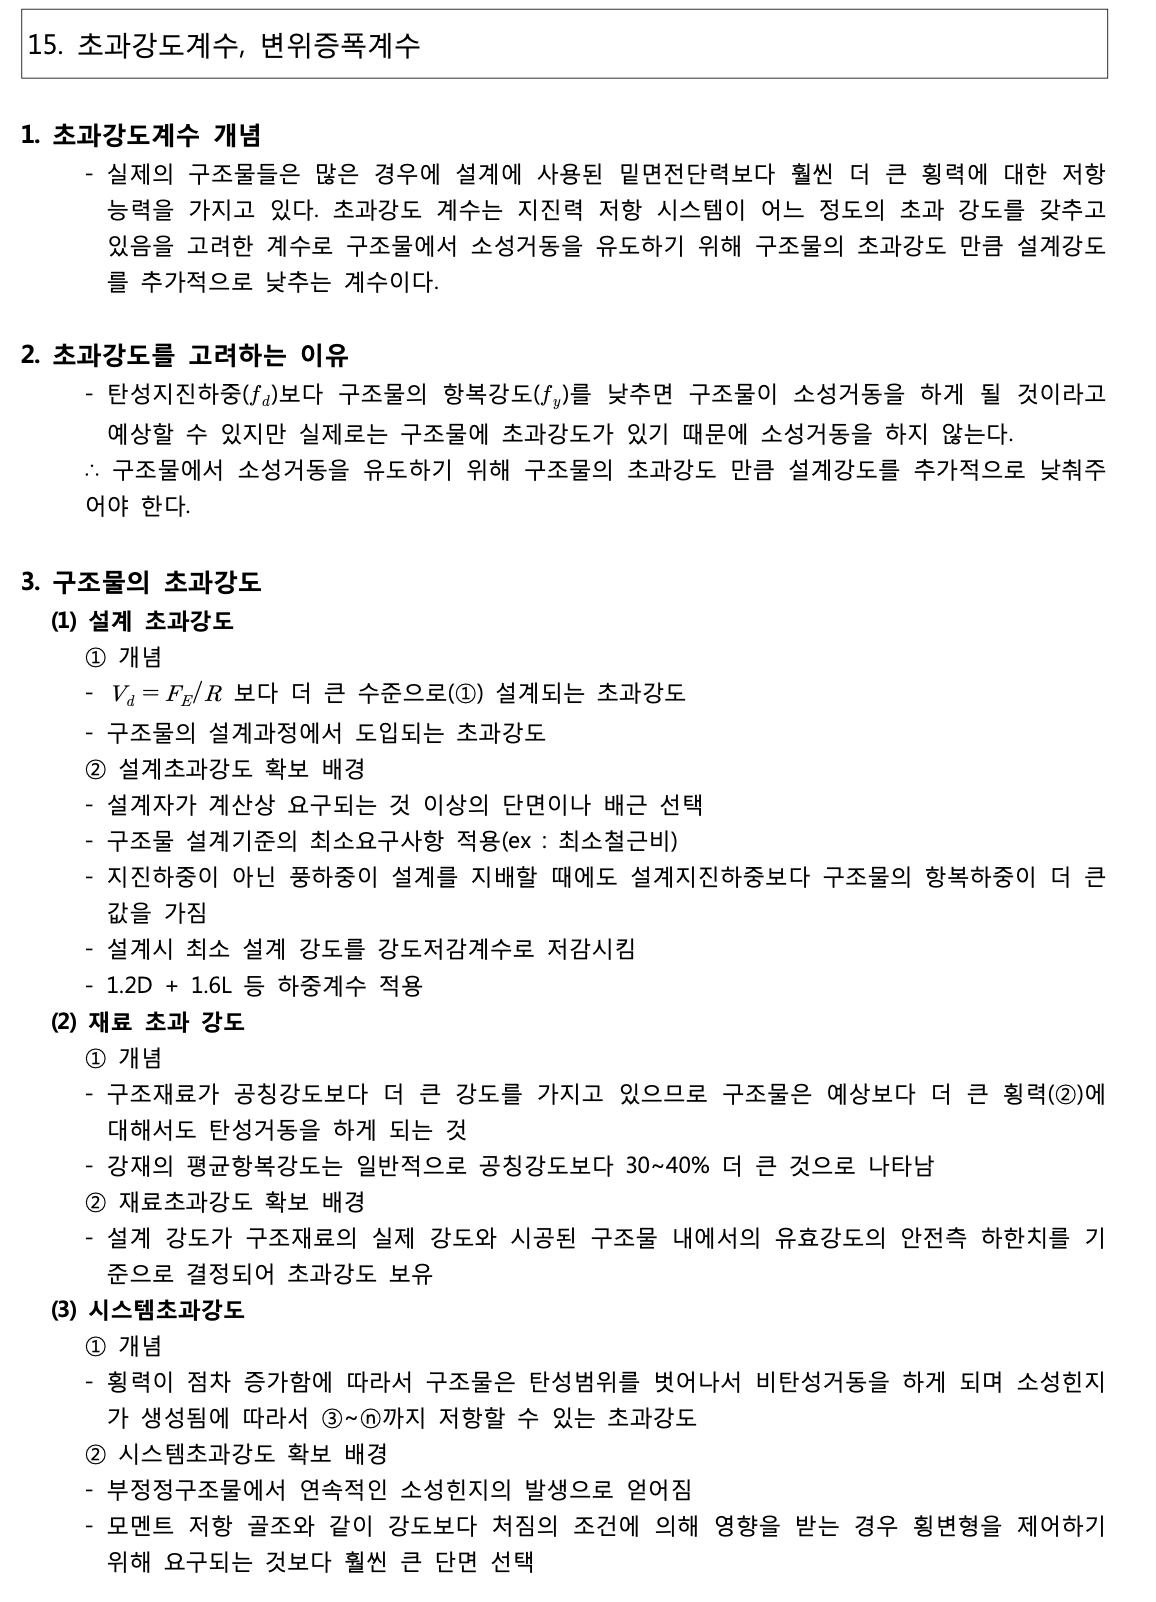 15. 초과강도계수, 변위증폭계수
1. 초과강도계수 개념
- 실제의 구조물들은 많은 경우에 설계에 사용된 밑면전단력보다 훨씬 더 큰 횡력에 대한 저항
능력을 가지고 있다. 초과강도 계수는 지진력 저항 시스템이 어느 정도의 초과 강도를 갖추고
있음을 고려한 계수로 구조물에서 소성거동을 유도하기 위해 구조물의 초과강도 만큼 설계강도
를 추가적으로 낮추는 계수이다.
2. 초과강도를 고려하는 이유
- 탄성지진하중(f_d)보다 구조물의 항복강도(f_y)를 낮추면 구조물이 소성거동을 하게 될 것이라고
예상할 수 있지만 실제로는 구조물에 초과강도가 있기 때문에 소성거동을 하지 않는다.
∴ 구조물에서 소성거동을 유도하기 위해 구조물의 초과강도 만큼 설계강도를 추가적으로 낮춰주
어야 한다.
3. 구조물의 초과강도
(1) 설계 초과강도
① 개념
- V_d = F_E/R 보다 더 큰 수준으로(①) 설계되는 초과강도
- 구조물의 설계과정에서 도입되는 초과강도
② 설계초과강도 확보 배경
- 설계자가 계산상 요구되는 것 이상의 단면이나 배근 선택
- 구조물 설계기준의 최소요구사항 적용(ex : 최소철근비)
- 지진하중이 아닌 풍하중이 설계를 지배할 때에도 설계지진하중보다 구조물의 항복하중이 더 큰
값을 가짐
- 설계시 최소 설계 강도를 강도저감계수로 저감시킴
- 1.2D + 1.6L 등 하중계수 적용
(2) 재료 초과 강도
① 개념
- 구조재료가 공칭강도보다 더 큰 강도를 가지고 있으므로 구조물은 예상보다 더 큰 횡력(②)에
대해서도 탄성거동을 하게 되는 것
- 강재의 평균항복강도는 일반적으로 공칭강도보다 30~40% 더 큰 것으로 나타남
② 재료초과강도 확보 배경
- 설계 강도가 구조재료의 실제 강도와 시공된 구조물 내에서의 유효강도의 안전측 하한치를 기
준으로 결정되어 초과강도 보유
(3) 시스템초과강도
① 개념
- 횡력이 점차 증가함에 따라서 구조물은 탄성범위를 벗어나서 비탄성거동을 하게 되며 소성힌지
가 생성됨에 따라서 ③~ⓝ까지 저항할 수 있는 초과강도
② 시스템초과강도 확보 배경
- 부정정구조물에서 연속적인 소성힌지의 발생으로 얻어짐
- 모멘트 저항 골조와 같이 강도보다 처짐의 조건에 의해 영향을 받는 경우 횡변형을 제어하기
위해 요구되는 것보다 훨씬 큰 단면 선택